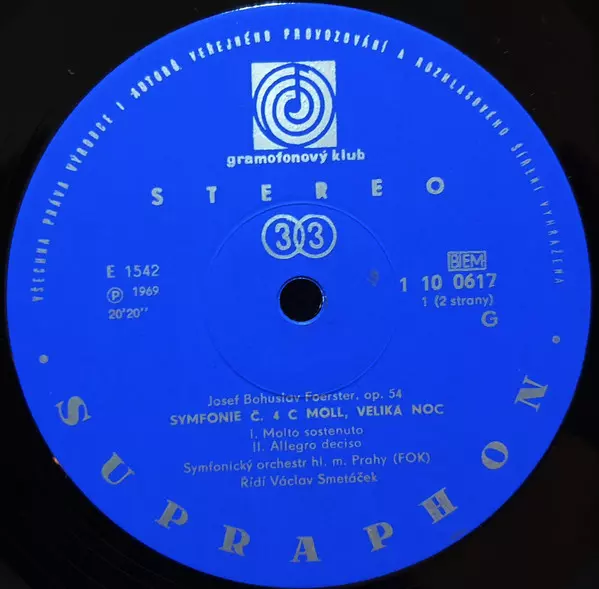 VŠECHNA PRÁVA VÝROBCE I AUTORŮ VEŘEJNÉHO PROVOZOVÁNÍ A ROZHLASOVÉHO ŠÍŘENÍ VYHRAŽENA
gramofonový klub
STEREO
33
E 1542
BIEM
℗ 1969
1 10 0617
20'20''
1 (2 strany)
G
Josef Bohuslav Foerster, op. 54
SYMFONIE Č. 4 C MOLL, VELIKÁ NOC
I. Molto sostenuto
II. Allegro deciso
Symfonický orchestr hl. m. Prahy (FOK)
Řídí Václav Smetáček
• SUPRAPHON •